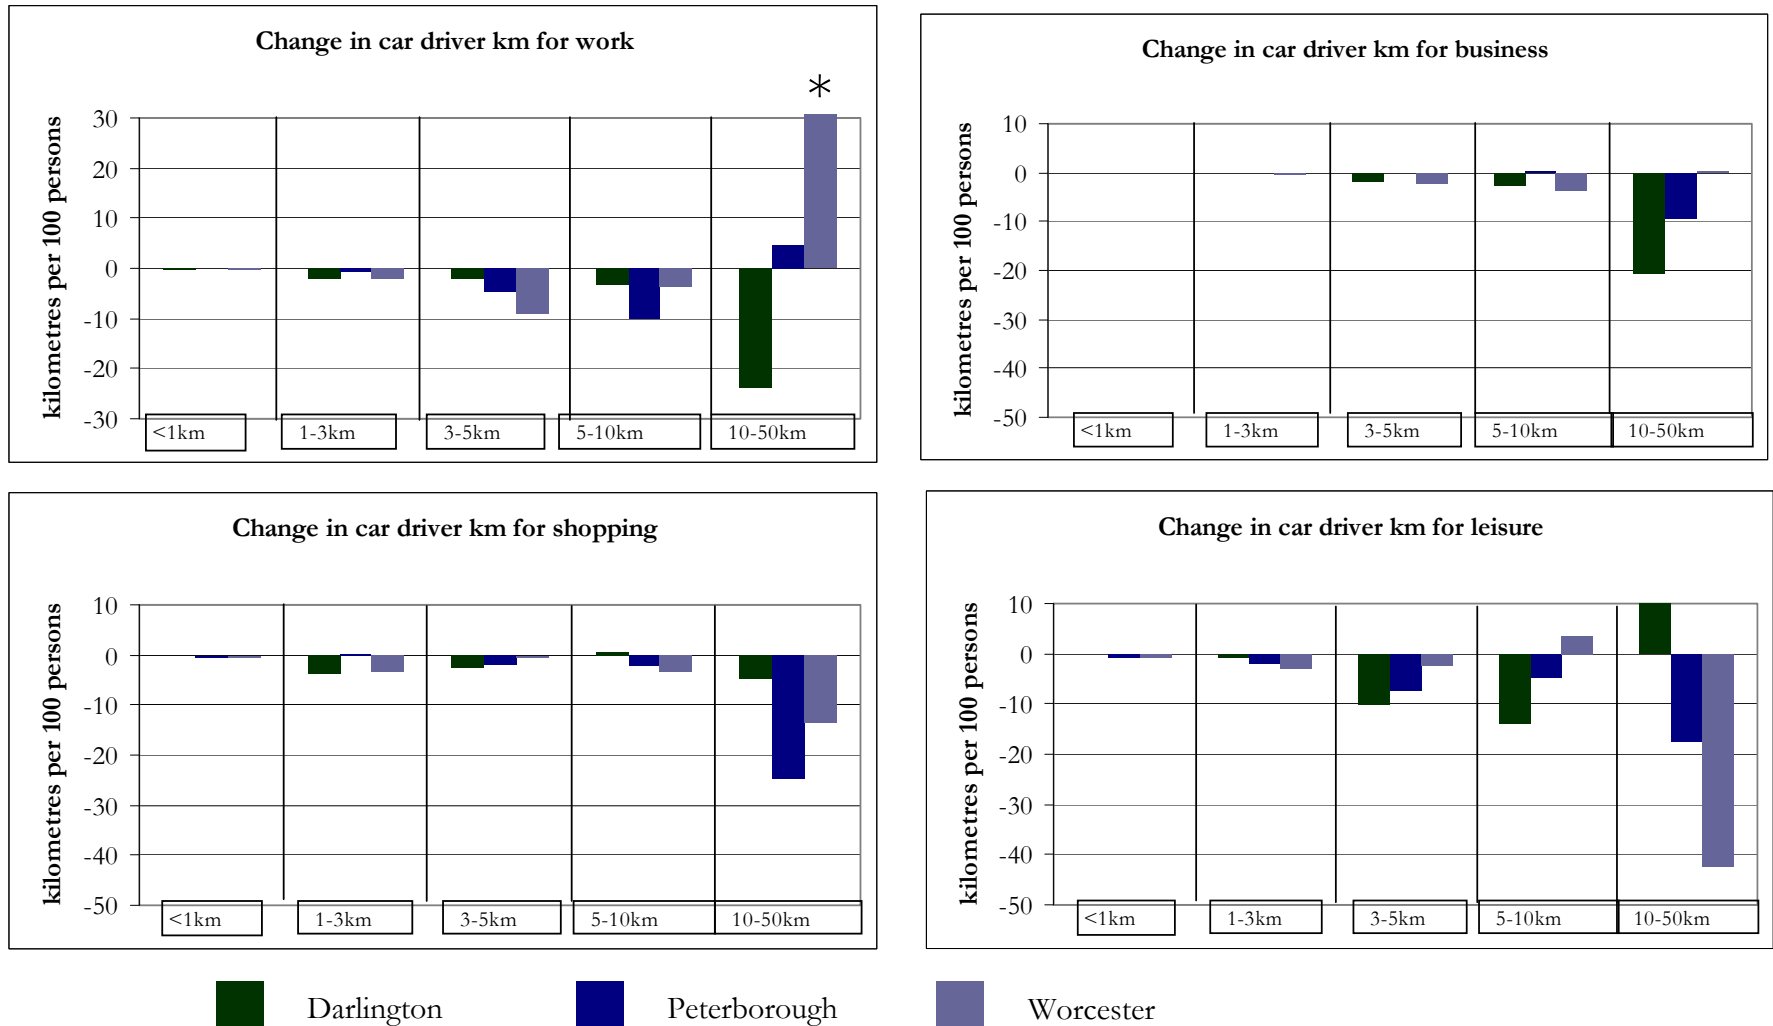 Change in car driver km for work
*
kilometres per 100 persons
30
20
10
0
-10
-20
-30
<1km 1-3km 3-5km 5-10km 10-50km
Change in car driver km for business
kilometres per 100 persons
10
0
-10
-20
-30
-40
-50
<1km 1-3km 3-5km 5-10km 10-50km
Change in car driver km for shopping
kilometres per 100 persons
10
0
-10
-20
-30
-40
-50
<1km 1-3km 3-5km 5-10km 10-50km
Change in car driver km for leisure
kilometres per 100 persons
10
0
-10
-20
-30
-40
-50
<1km 1-3km 3-5km 5-10km 10-50km
Darlington Peterborough Worcester